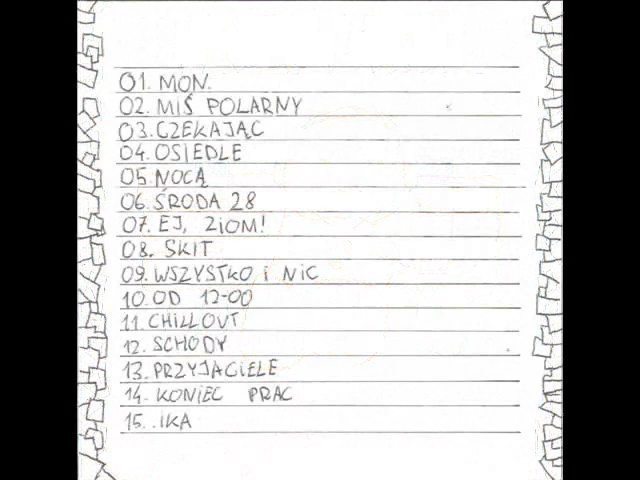 01. MON.
02. MIŚ POLARNY
03. CZEKAJĄC
04. OSIEDLE
05. NOCĄ
06. ŚRODA 28
07. EJ, ZIOM!
08. SKIT
09. WSZYSTKO i NiC
10. OD 12-00
11. CHiLLOUT
12. SCHODY
13. PRZYJACIELE
14. KONIEC PRAC
15. .iKA